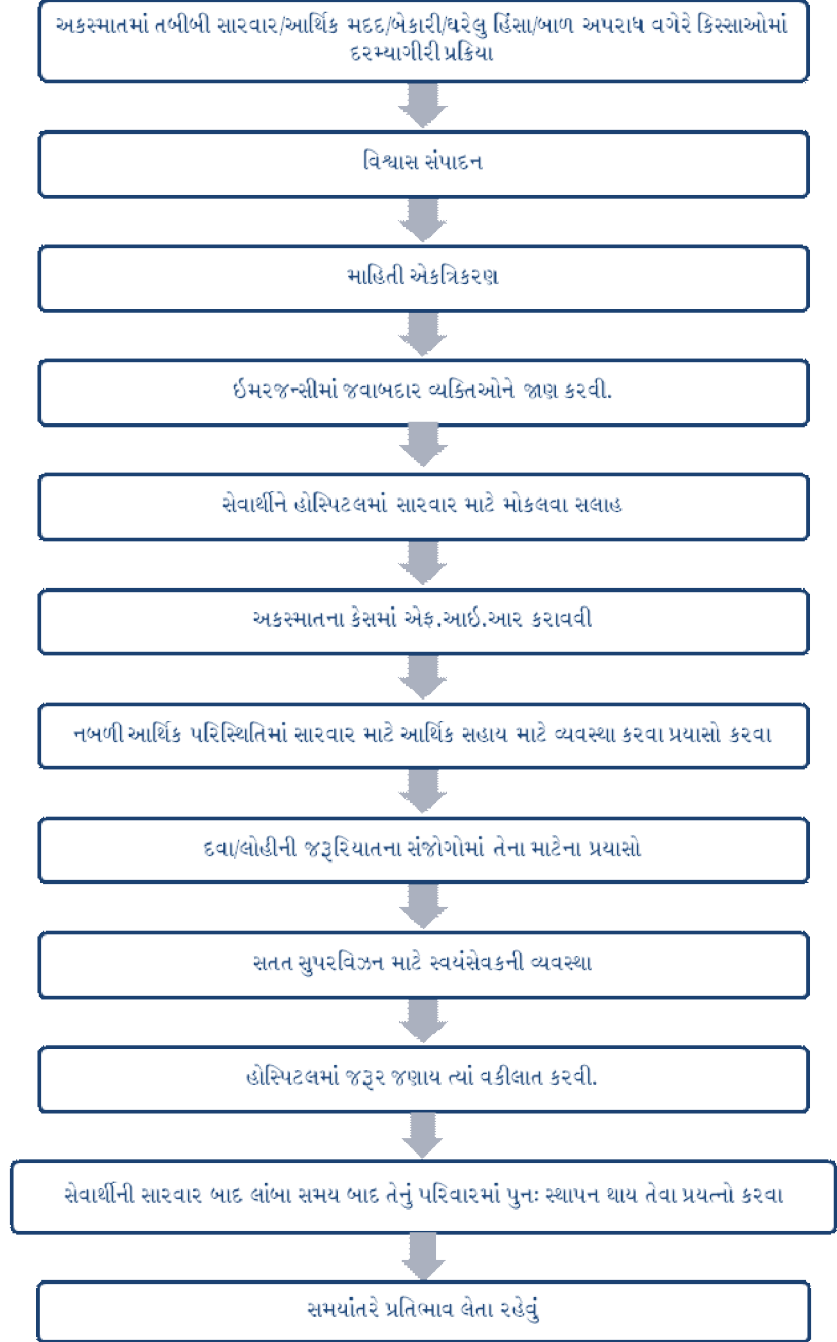 અકસ્માતમાં તબીબી સારવાર/આર્થિક મદદ/બેકારી/ઘરેલુ હિંસા/બાળ અપરાધ વગેરે કિસ્સાઓમાં
દરમ્યાગીરી પ્રક્રિયા
વિશ્વાસ સંપાદન
માહિતી એકત્રિકરણ
ઇમરજન્સીમાં જવાબદાર વ્યક્તિઓને જાણ કરવી.
સેવાર્થીને હોસ્પિટલમાં સારવાર માટે મોકલવા સલાહ
અકસ્માતના કેસમાં એફ.આઇ.આર કરાવવી
નબળી આર્થિક પરિસ્થિતિમાં સારવાર માટે આર્થિક સહાય માટે વ્યવસ્થા કરવા પ્રયાસો કરવા
દવા/લોહીની જરૂરિયાતના સંજોગોમાં તેના માટેના પ્રયાસો
સતત સુપરવિઝન માટે સ્વયંસેવકની વ્યવસ્થા
હોસ્પિટલમાં જરૂર જણાય ત્યાં વકીલાત કરવી.
સેવાર્થીની સારવાર બાદ લાંબા સમય બાદ તેનું પરિવારમાં પુનઃ સ્થાપન થાય તેવા પ્રયત્નો કરવા
સમયાંતરે પ્રતિભાવ લેતા રહેવું